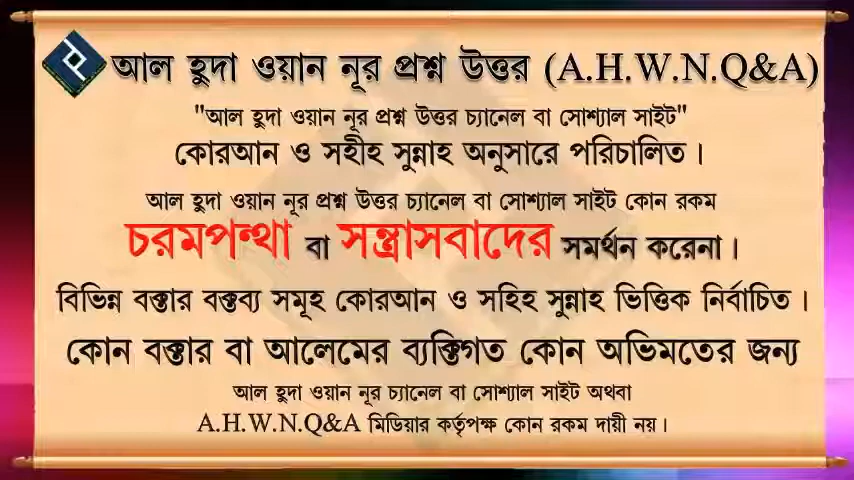 আল হুদা ওয়ান নূর প্রশ্ন উত্তর (A.H.W.N.Q&A)
"আল হুদা ওয়ান নূর প্রশ্ন উত্তর চ্যানেল বা সোশ্যাল সাইট"
কোরআন ও সহীহ সুন্নাহ অনুসারে পরিচালিত।
আল হুদা ওয়ান নূর প্রশ্ন উত্তর চ্যানেল বা সোশ্যাল সাইট কোন রকম
চরমপন্থা বা সন্ত্রাসবাদের সমর্থন করেনা।
বিভিন্ন বক্তার বক্তব্য সমূহ কোরআন ও সহিহ সুন্নাহ ভিত্তিক নির্বাচিত।
কোন বক্তার বা আলেমের ব্যক্তিগত কোন অভিমতের জন্য
আল হুদা ওয়ান নূর চ্যানেল বা সোশ্যাল সাইট অথবা
A.H.W.N.Q&A মিডিয়ার কর্তৃপক্ষ কোন রকম দায়ী নয়।